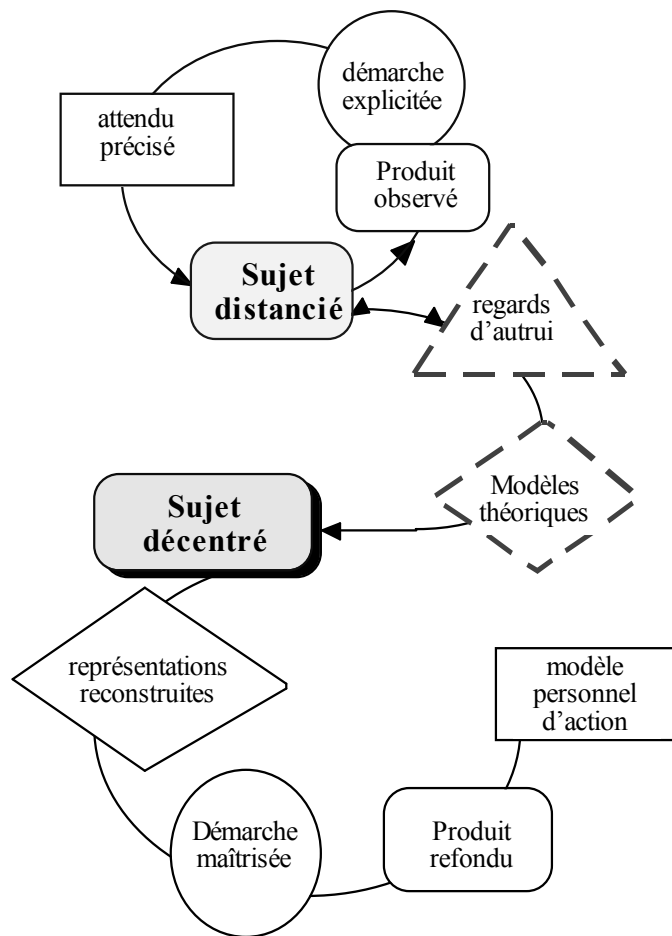 démarche
explicitée
attendu
précisé
Produit
observé
Sujet
distancié
regards
d’autrui
Modèles
théoriques
Sujet
décentré
représentations
reconstruites
modèle
personnel
d’action
Démarche
maîtrisée
Produit
refondu